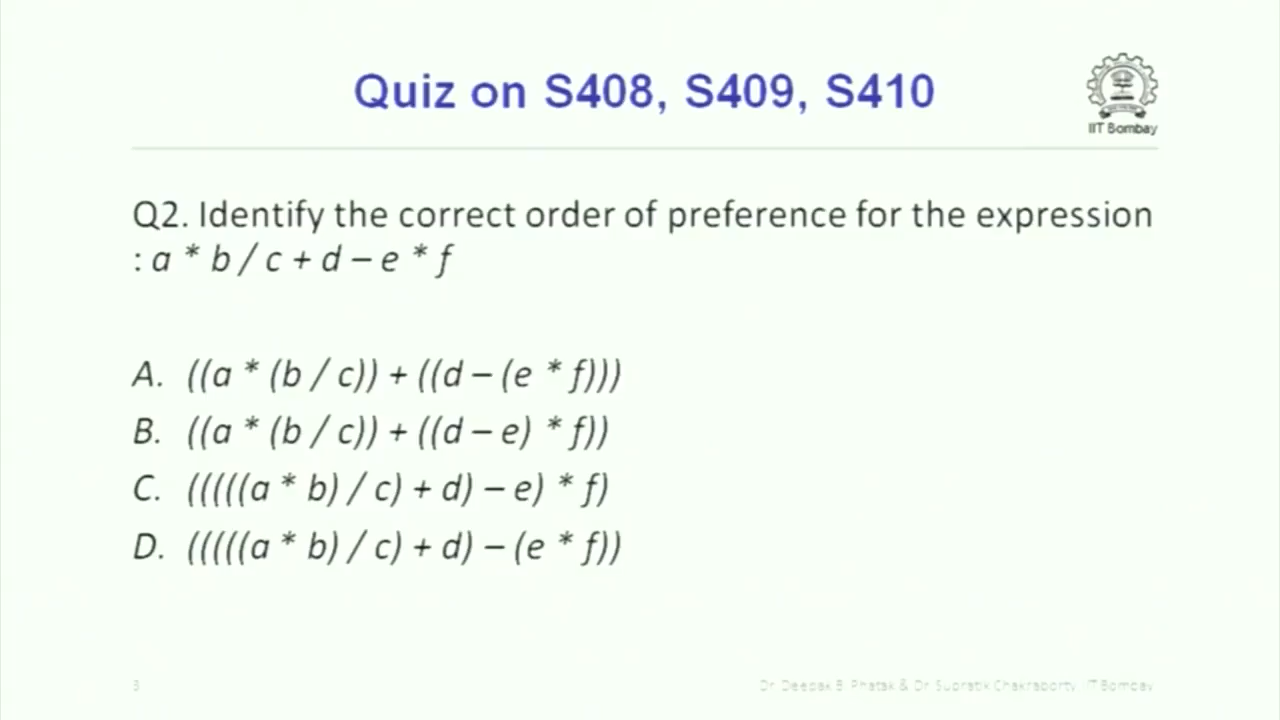 Quiz on S408, S409, S410
IIT Bombay
Q2. Identify the correct order of preference for the expression
: a * b / c + d – e * f
A. ((a * (b / c)) + ((d – (e * f)))
B. ((a * (b / c)) + ((d – e) * f))
C. (((((a * b) / c) + d) – e) * f)
D. (((((a * b) / c) + d) – (e * f))
3
Dr. Deepak B. Phatak & Dr. Supratik Chakraborty, IIT Bombay